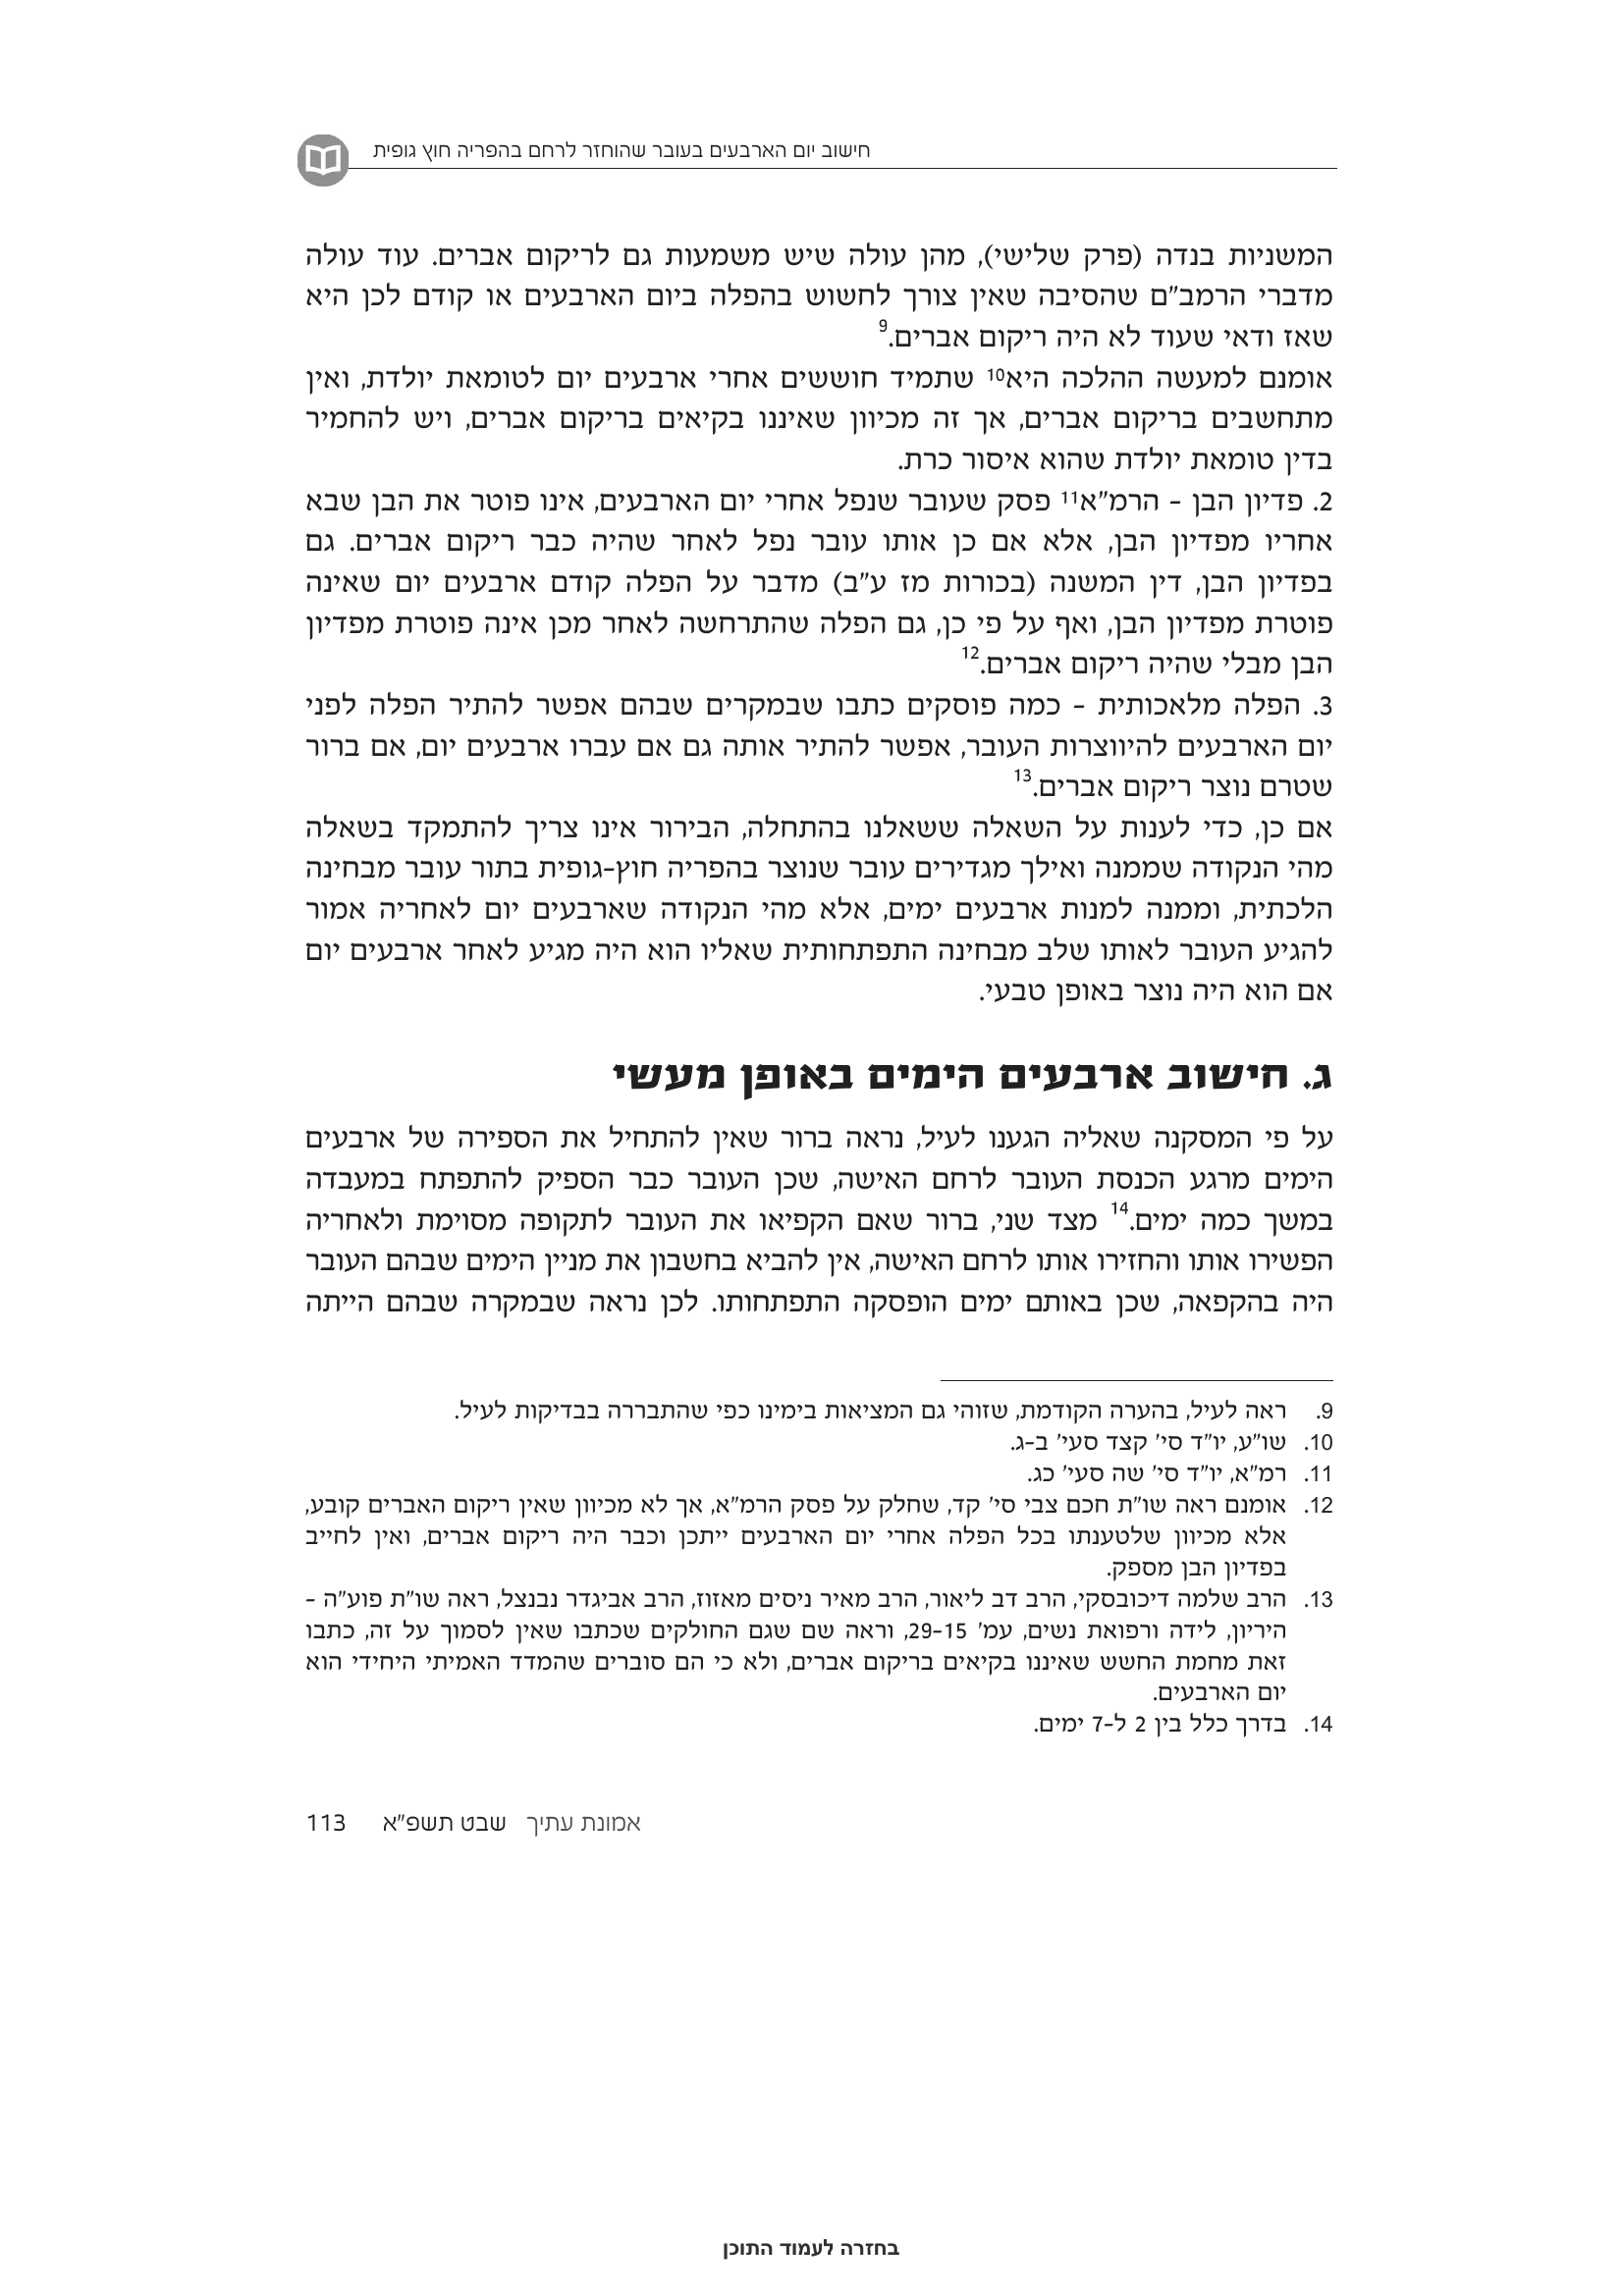 חישוב יום הארבעים בעובר שהוחזר לרחם בהפריה חוץ גופית
המשניות בנדה (פרק שלישי), מהן עולה שיש משמעות גם לריקום אברים. עוד עולה
מדברי הרמב"ם שהסיבה שאין צורך לחשוש בהפלה ביום הארבעים או קודם לכן היא
שאז ודאי שעוד לא היה ריקום אברים.9
אומנם למעשה ההלכה היא10 שתמיד חוששים אחרי ארבעים יום לטומאת יולדת, ואין
מתחשבים בריקום אברים, אך זה מכיוון שאיננו בקיאים בריקום אברים, ויש להחמיר
בדין טומאת יולדת שהוא איסור כרת.
2. פדיון הבן – הרמ"א11 פסק שעובר שנפל אחרי יום הארבעים, אינו פוטר את הבן שבא
אחריו מפדיון הבן, אלא אם כן אותו עובר נפל לאחר שהיה כבר ריקום אברים. גם
בפדיון הבן, דין המשנה (בכורות מז ע"ב) מדבר על הפלה קודם ארבעים יום שאינה
פוטרת מפדיון הבן, ואף על פי כן, גם הפלה שהתרחשה לאחר מכן אינה פוטרת מפדיון
הבן מבלי שהיה ריקום אברים.12
3. הפלה מלאכותית – כמה פוסקים כתבו שבמקרים שבהם אפשר להתיר הפלה לפני
יום הארבעים להיווצרות העובר, אפשר להתיר אותה גם אם עברו ארבעים יום, אם ברור
שטרם נוצר ריקום אברים.13
אם כן, כדי לענות על השאלה ששאלנו בהתחלה, הבירור אינו צריך להתמקד בשאלה
מהי הנקודה שממנה ואילך מגדירים עובר שנוצר בהפריה חוץ-גופית בתור עובר מבחינה
הלכתית, וממנה למנות ארבעים ימים, אלא מהי הנקודה שארבעים יום לאחריה אמור
להגיע העובר לאותו שלב מבחינה התפתחותית שאליו הוא היה מגיע לאחר ארבעים יום
אם הוא היה נוצר באופן טבעי.
ג. חישוב ארבעים הימים באופן מעשי
על פי המסקנה שאליה הגענו לעיל, נראה ברור שאין להתחיל את הספירה של ארבעים
הימים מרגע הכנסת העובר לרחם האישה, שכן העובר כבר הספיק להתפתח במעבדה
במשך כמה ימים.14 מצד שני, ברור שאם הקפיאו את העובר לתקופה מסוימת ולאחריה
הפשירו אותו והחזירו אותו לרחם האישה, אין להביא בחשבון את מניין הימים שבהם העובר
היה בהקפאה, שכן באותם ימים הופסקה התפתחותו. לכן נראה שבמקרה שבהם הייתה
9. ראה לעיל, בהערה הקודמת, שזוהי גם המציאות בימינו כפי שהתבררה בבדיקות לעיל.
10. שו"ע, יו"ד סי' קצד סעי' ב-ג.
11. רמ"א, יו"ד סי' שה סעי' כג.
12. אומנם ראה שו"ת חכם צבי סי' קד, שחלק על פסק הרמ"א, אך לא מכיוון שאין ריקום האברים קובע,
אלא מכיוון שלטענתו בכל הפלה אחרי יום הארבעים ייתכן וכבר היה ריקום אברים, ואין לחייב
בפדיון הבן מספק.
13. הרב שלמה דיכובסקי, הרב דב ליאור, הרב מאיר ניסים מאזוז, הרב אביגדר נבנצל, ראה שו"ת פוע"ה –
היריון, לידה ורפואת נשים, עמ' 15–29, וראה שם שגם החולקים שכתבו שאין לסמוך על זה, כתבו
זאת מחמת החשש שאיננו בקיאים בריקום אברים, ולא כי הם סוברים שהמדד האמיתי היחידי הוא
יום הארבעים.
14. בדרך כלל בין 2 ל-7 ימים.
אמונת עתיך שבט תשפ"א 113
בחזרה לעמוד התוכן